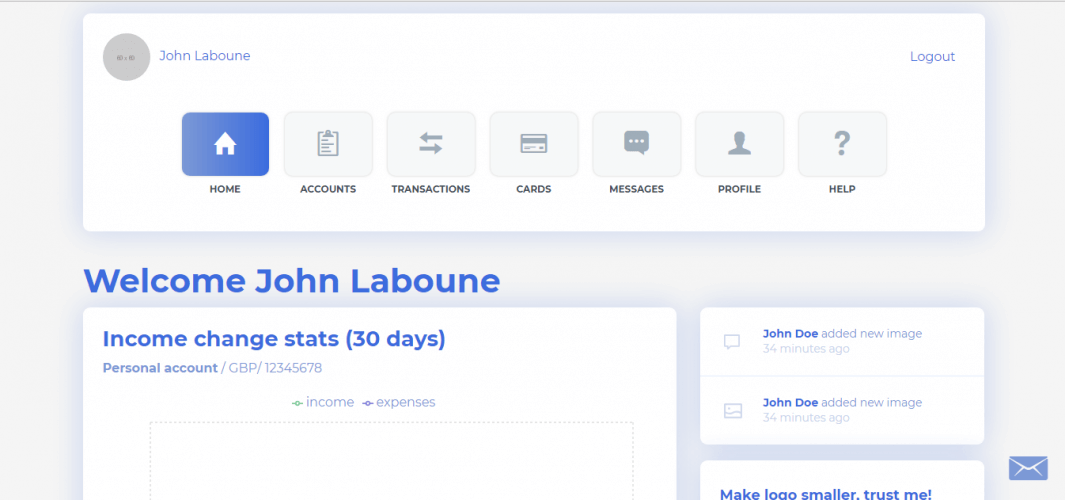 John Laboune
Logout
HOME
ACCOUNTS
TRANSACTIONS
CARDS
MESSAGES
PROFILE
HELP
Welcome John Laboune
Income change stats (30 days)
Personal account / GBP/ 12345678
income
expenses
John Doe added new image
34 minutes ago
John Doe added new image
34 minutes ago
Make logo smaller, trust me!